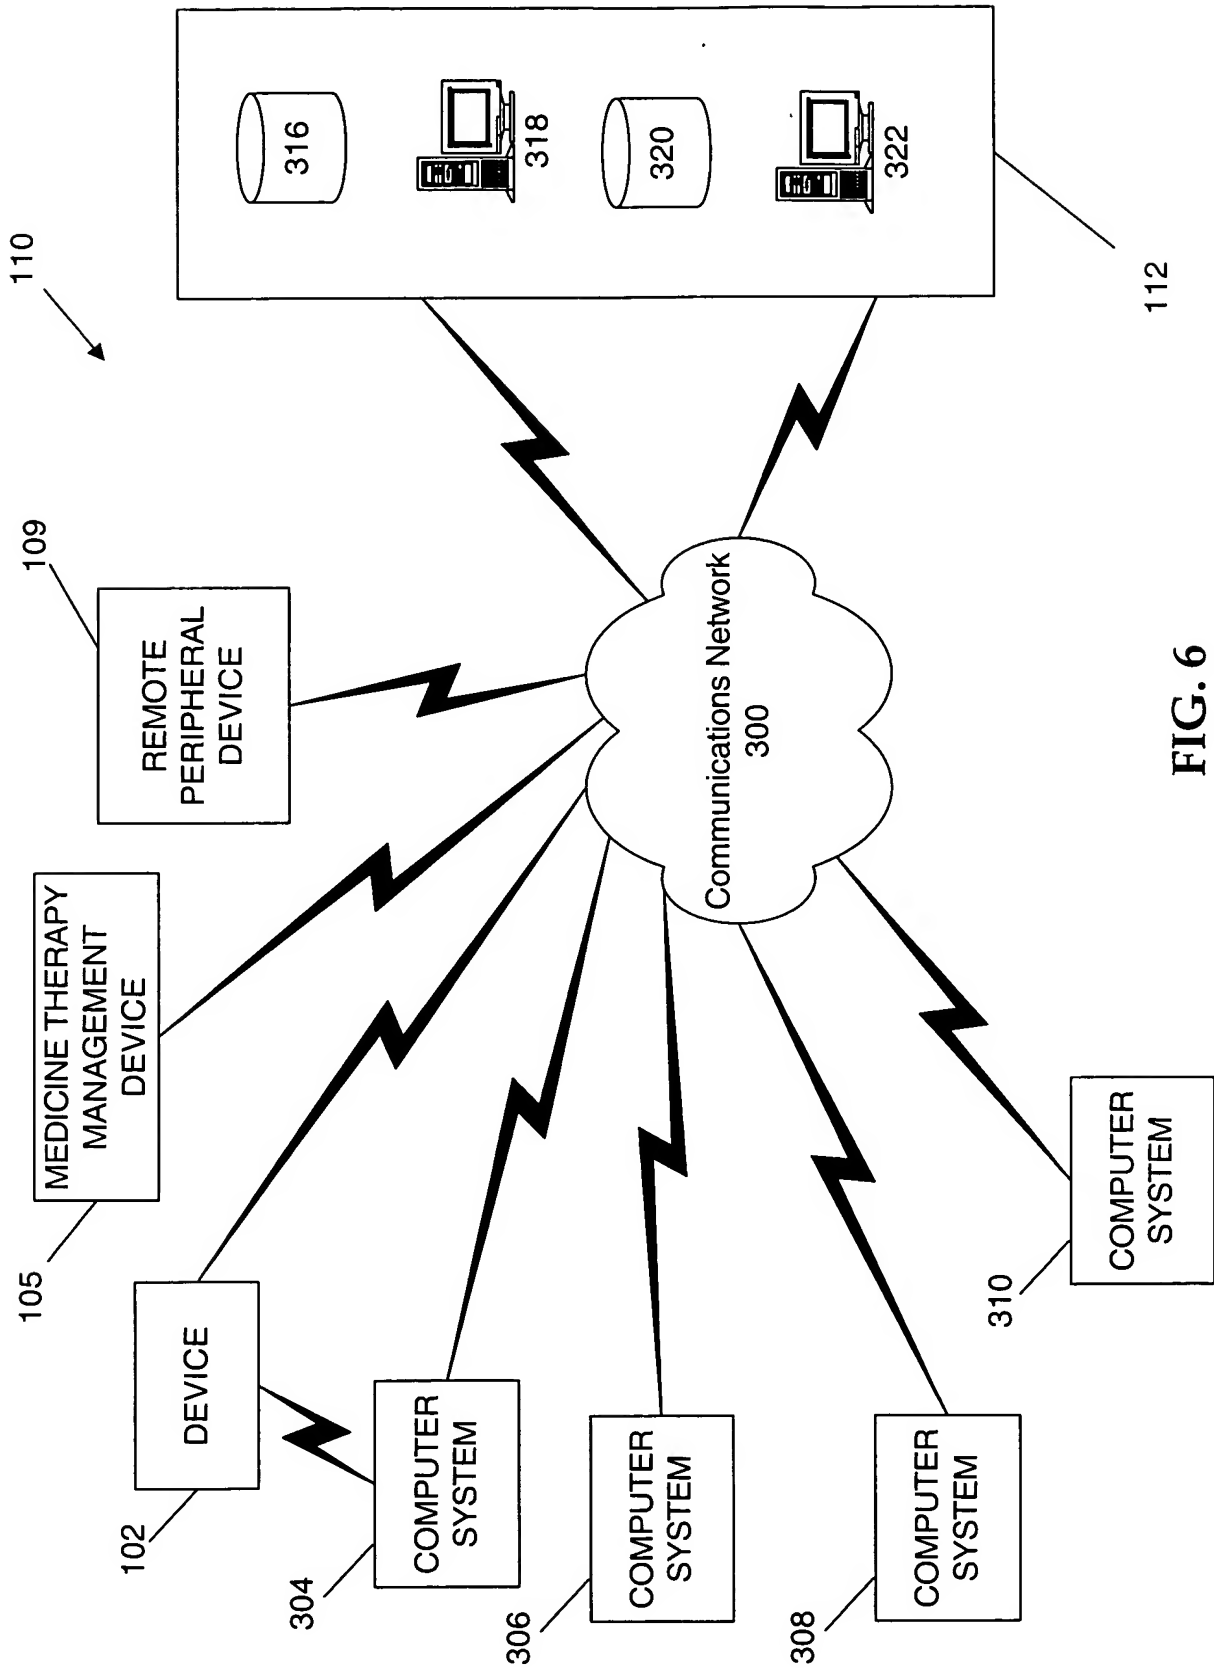 110
109
REMOTE
PERIPHERAL
DEVICE
105
MEDICINE THERAPY
MANAGEMENT
DEVICE
102
DEVICE
304
COMPUTER
SYSTEM
306
COMPUTER
SYSTEM
308
COMPUTER
SYSTEM
310
COMPUTER
SYSTEM
Communications Network
300
316
318
320
322
112
FIG. 6